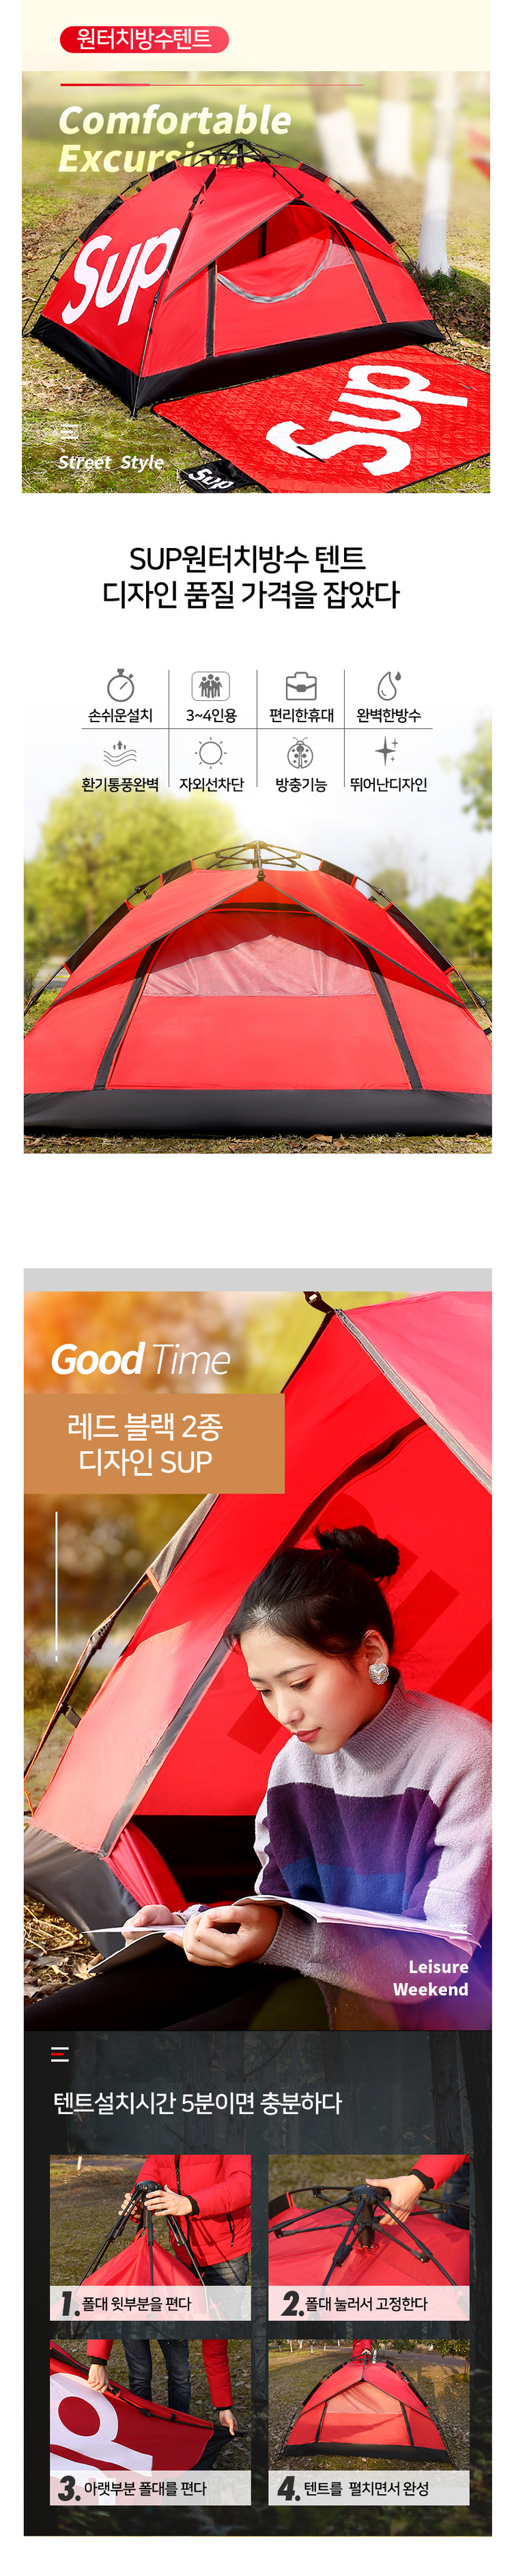 원터치방수텐트
Comfortable
Excursion
Sup
Sup
Sup
Street Style
SUP원터치방수 텐트
디자인 품질 가격을 잡았다
손쉬운설치
3~4인용
편리한휴대
완벽한방수
환기통풍완벽
자외선차단
방충기능
뛰어난디자인
Good Time
레드 블랙 2종
디자인 SUP
Leisure
Weekend
텐트설치시간 5분이면 충분하다
1. 폴대 윗부분을 편다
2. 폴대 눌러서 고정한다
3. 아랫부분 폴대를 편다
4. 텐트를 펼치면서 완성